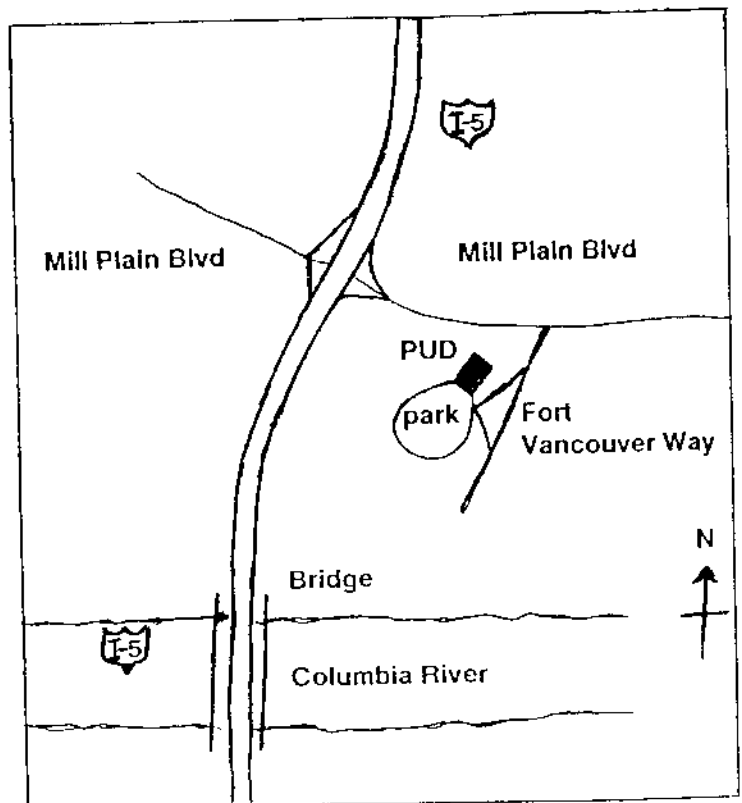 I-5
Mill Plain Blvd
Mill Plain Blvd
PUD
park
Fort
Vancouver Way
N
Bridge
I-5
Columbia River